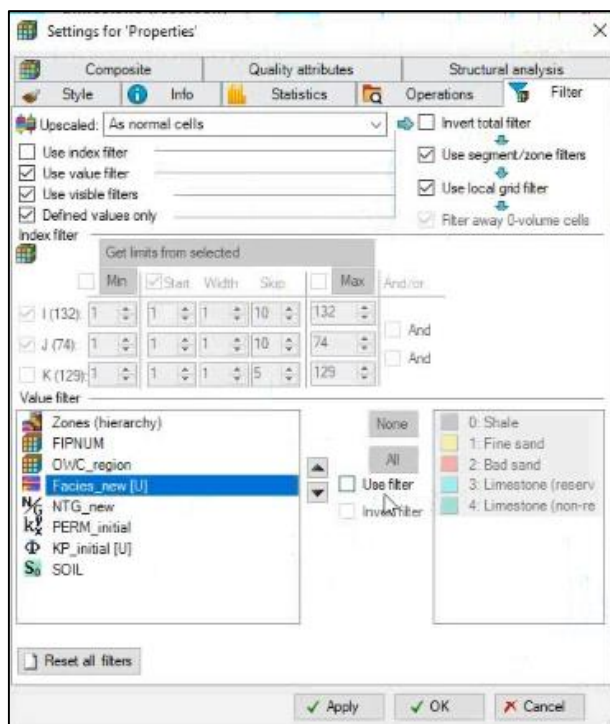 Settings for 'Properties'
Composite Quality attributes Structural analysis
Style Info Statistics Operations Filter
Upscaled: As normal cells
Invert total filter
Use index filter
Use value filter
Use segment/zone filters
Use visible filters
Use local grid filter
Defined values only
Filter away 0-volume cells
Index filter
Get limits from selected
Min Start Width Skip Max And/or
I (132): 1 1 1 10 132
And
J (74): 1 1 1 10 74
And
K (129): 1 1 1 5 129
Value filter
Zones (hierarchy)
FIPNUM
OWC_region
Facies_new [U]
NTG_new
PERM_initial
KP_initial [U]
SOIL
None
All
Use filter
Invert filter
0: Shale
1: Fine sand
2: Bad sand
3: Limestone (reserv
4: Limestone (non-re
Reset all filters
Apply OK Cancel